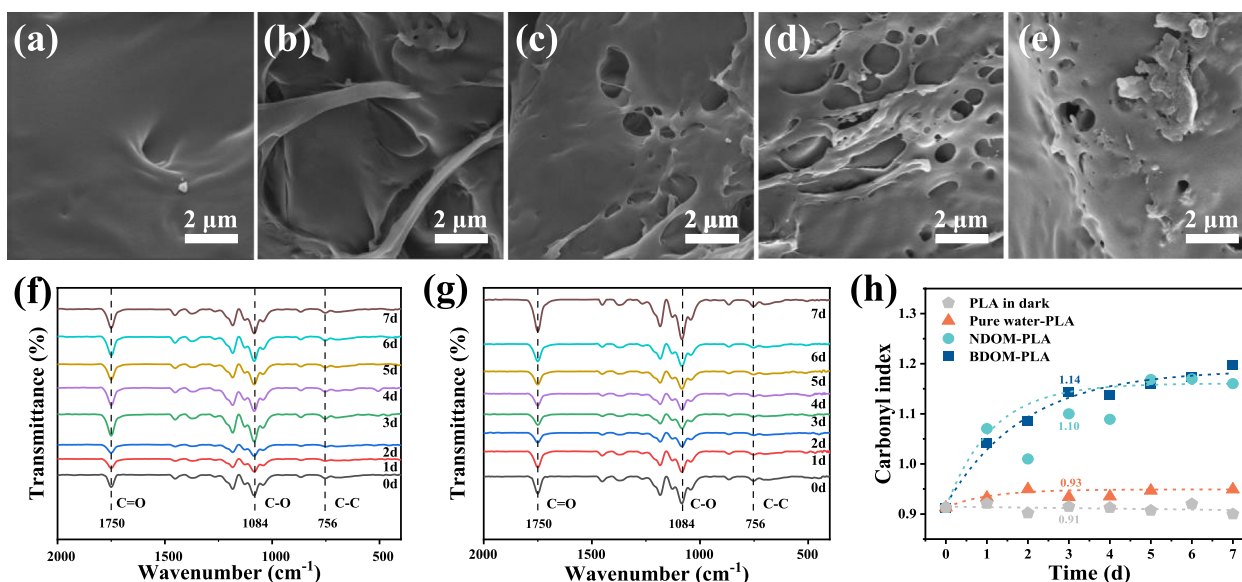 (a) (b) (c) (d) (e)
2 μm 2 μm 2 μm 2 μm 2 μm
(f)
Transmittance (%)
7d
6d
5d
4d
3d
2d
1d
0d
C=O C-O C-C
1750 1084 756
2000 1500 1000 500
Wavenumber (cm⁻¹)
(g)
Transmittance (%)
7d
6d
5d
4d
3d
2d
1d
0d
C=O C-O C-C
1750 1084 756
2000 1500 1000 500
Wavenumber (cm⁻¹)
(h)
Carbonyl index
PLA in dark
Pure water-PLA
NDOM-PLA
BDOM-PLA
1.3
1.2
1.1
1.0
0.9
1.14
1.10
0.93
0.91
0 1 2 3 4 5 6 7
Time (d)